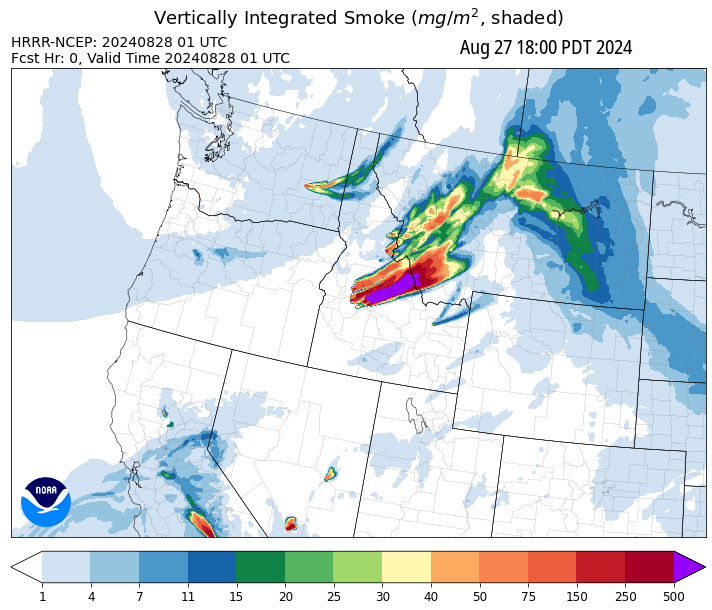 Vertically Integrated Smoke (mg/m², shaded)
HRRR-NCEP: 20240828 01 UTC
Fcst Hr: 0, Valid Time 20240828 01 UTC
Aug 27 18:00 PDT 2024
NOAA
1 4 7 11 15 20 25 30 40 50 75 150 250 500